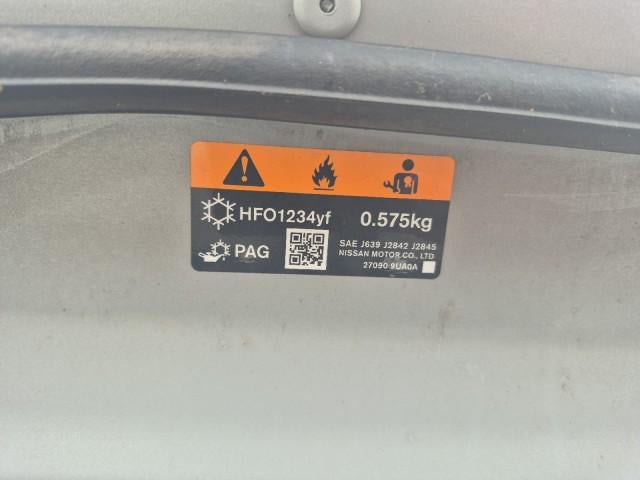 HFO1234yf 0.575kg
PAG
SAE J639 J2842 J2845
NISSAN MOTOR CO., LTD
27090 9UA0A